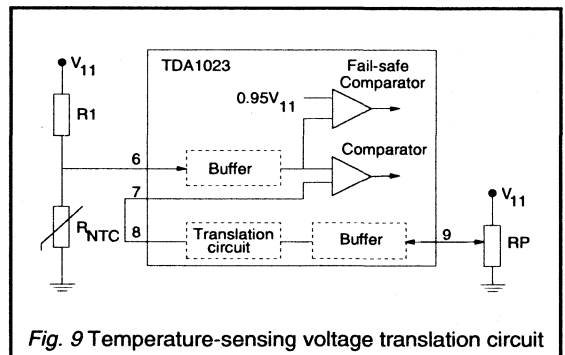 V11
TDA1023
Fail-safe
Comparator
0.95V11
R1
Comparator
6
Buffer
7
V11
8
RNTC
Translation
circuit
Buffer
9
RP
Fig. 9 Temperature-sensing voltage translation circuit